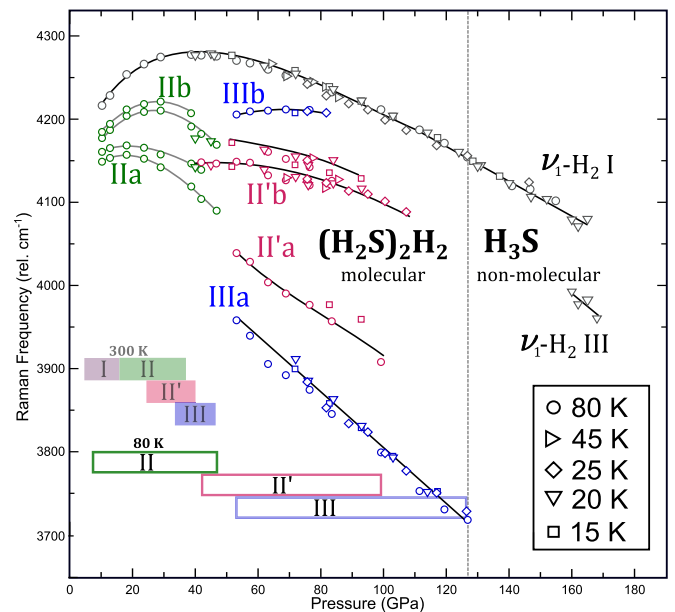 4300
4200
4100
4000
3900
3800
3700
Raman Frequency (rel. cm⁻¹)
IIb
IIIb
IIa
II'b
ν₁-H₂ I
(H₂S)₂H₂
molecular
H₃S
non-molecular
II'a
IIIa
ν₁-H₂ III
300 K
I
II
II'
III
80 K
II
II'
III
80 K
45 K
25 K
20 K
15 K
0
20
40
60
80
100
120
140
160
180
Pressure (GPa)